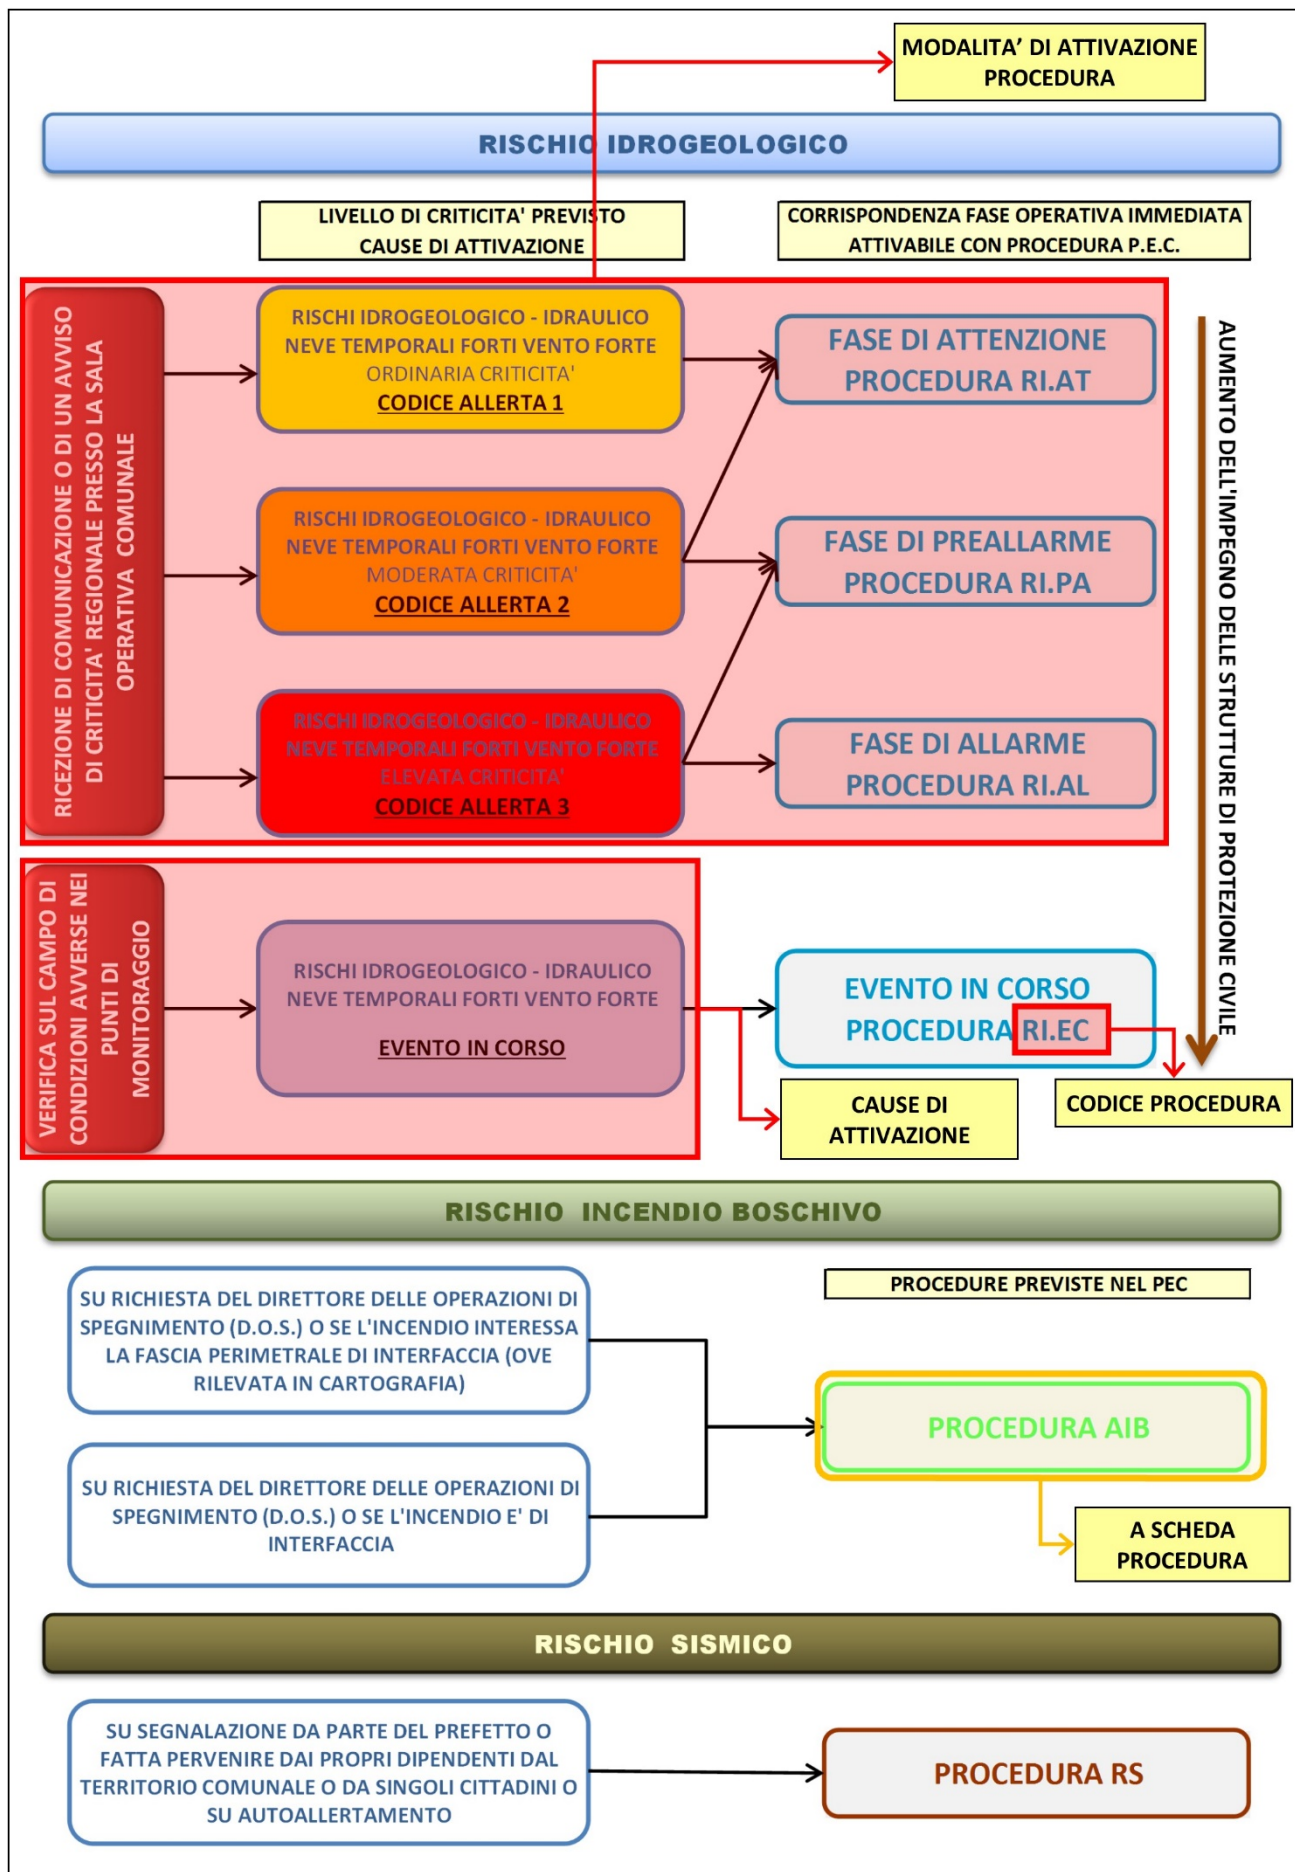 MODALITA' DI ATTIVAZIONE
PROCEDURA
RISCHIO IDROGEOLOGICO
LIVELLO DI CRITICITA' PREVISTO
CAUSE DI ATTIVAZIONE
CORRISPONDENZA FASE OPERATIVA IMMEDIATA
ATTIVABILE CON PROCEDURA P.E.C.
RICEZIONE DI COMUNICAZIONE O DI UN AVVISO
DI CRITICITA' REGIONALE PRESSO LA SALA
OPERATIVA COMUNALE
RISCHI IDROGEOLOGICO - IDRAULICO
NEVE TEMPORALI FORTI VENTO FORTE
ORDINARIA CRITICITA'
CODICE ALLERTA 1
FASE DI ATTENZIONE
PROCEDURA RI.AT
RISCHI IDROGEOLOGICO - IDRAULICO
NEVE TEMPORALI FORTI VENTO FORTE
MODERATA CRITICITA'
CODICE ALLERTA 2
FASE DI PREALLARME
PROCEDURA RI.PA
RISCHI IDROGEOLOGICO - IDRAULICO
NEVE TEMPORALI FORTI VENTO FORTE
ELEVATA CRITICITA'
CODICE ALLERTA 3
FASE DI ALLARME
PROCEDURA RI.AL
AUMENTO DELL'IMPEGNO DELLE STRUTTURE DI PROTEZIONE CIVILE
VERIFICA SUL CAMPO DI
CONDIZIONI AVVERSE NEI
PUNTI DI
MONITORAGGIO
RISCHI IDROGEOLOGICO - IDRAULICO
NEVE TEMPORALI FORTI VENTO FORTE
EVENTO IN CORSO
EVENTO IN CORSO
PROCEDURA RI.EC
CAUSE DI
ATTIVAZIONE
CODICE PROCEDURA
RISCHIO INCENDIO BOSCHIVO
SU RICHIESTA DEL DIRETTORE DELLE OPERAZIONI DI
SPEGNIMENTO (D.O.S.) O SE L'INCENDIO INTERESSA
LA FASCIA PERIMETRALE DI INTERFACCIA (OVE
RILEVATA IN CARTOGRAFIA)
PROCEDURE PREVISTE NEL PEC
PROCEDURA AIB
SU RICHIESTA DEL DIRETTORE DELLE OPERAZIONI DI
SPEGNIMENTO (D.O.S.) O SE L'INCENDIO E' DI
INTERFACCIA
A SCHEDA
PROCEDURA
RISCHIO SISMICO
SU SEGNALAZIONE DA PARTE DEL PREFETTO O
FATTA PERVENIRE DAI PROPRI DIPENDENTI DAL
TERRITORIO COMUNALE O DA SINGOLI CITTADINI O
SU AUTOALLERTAMENTO
PROCEDURA RS